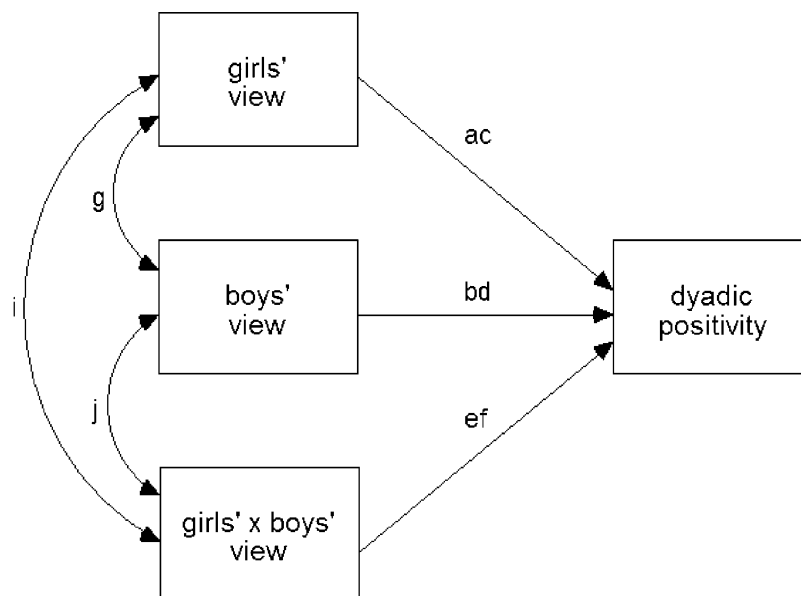 girls'
view
ac
g
boys'
view
bd
dyadic
positivity
i
j
ef
girls' x boys'
view